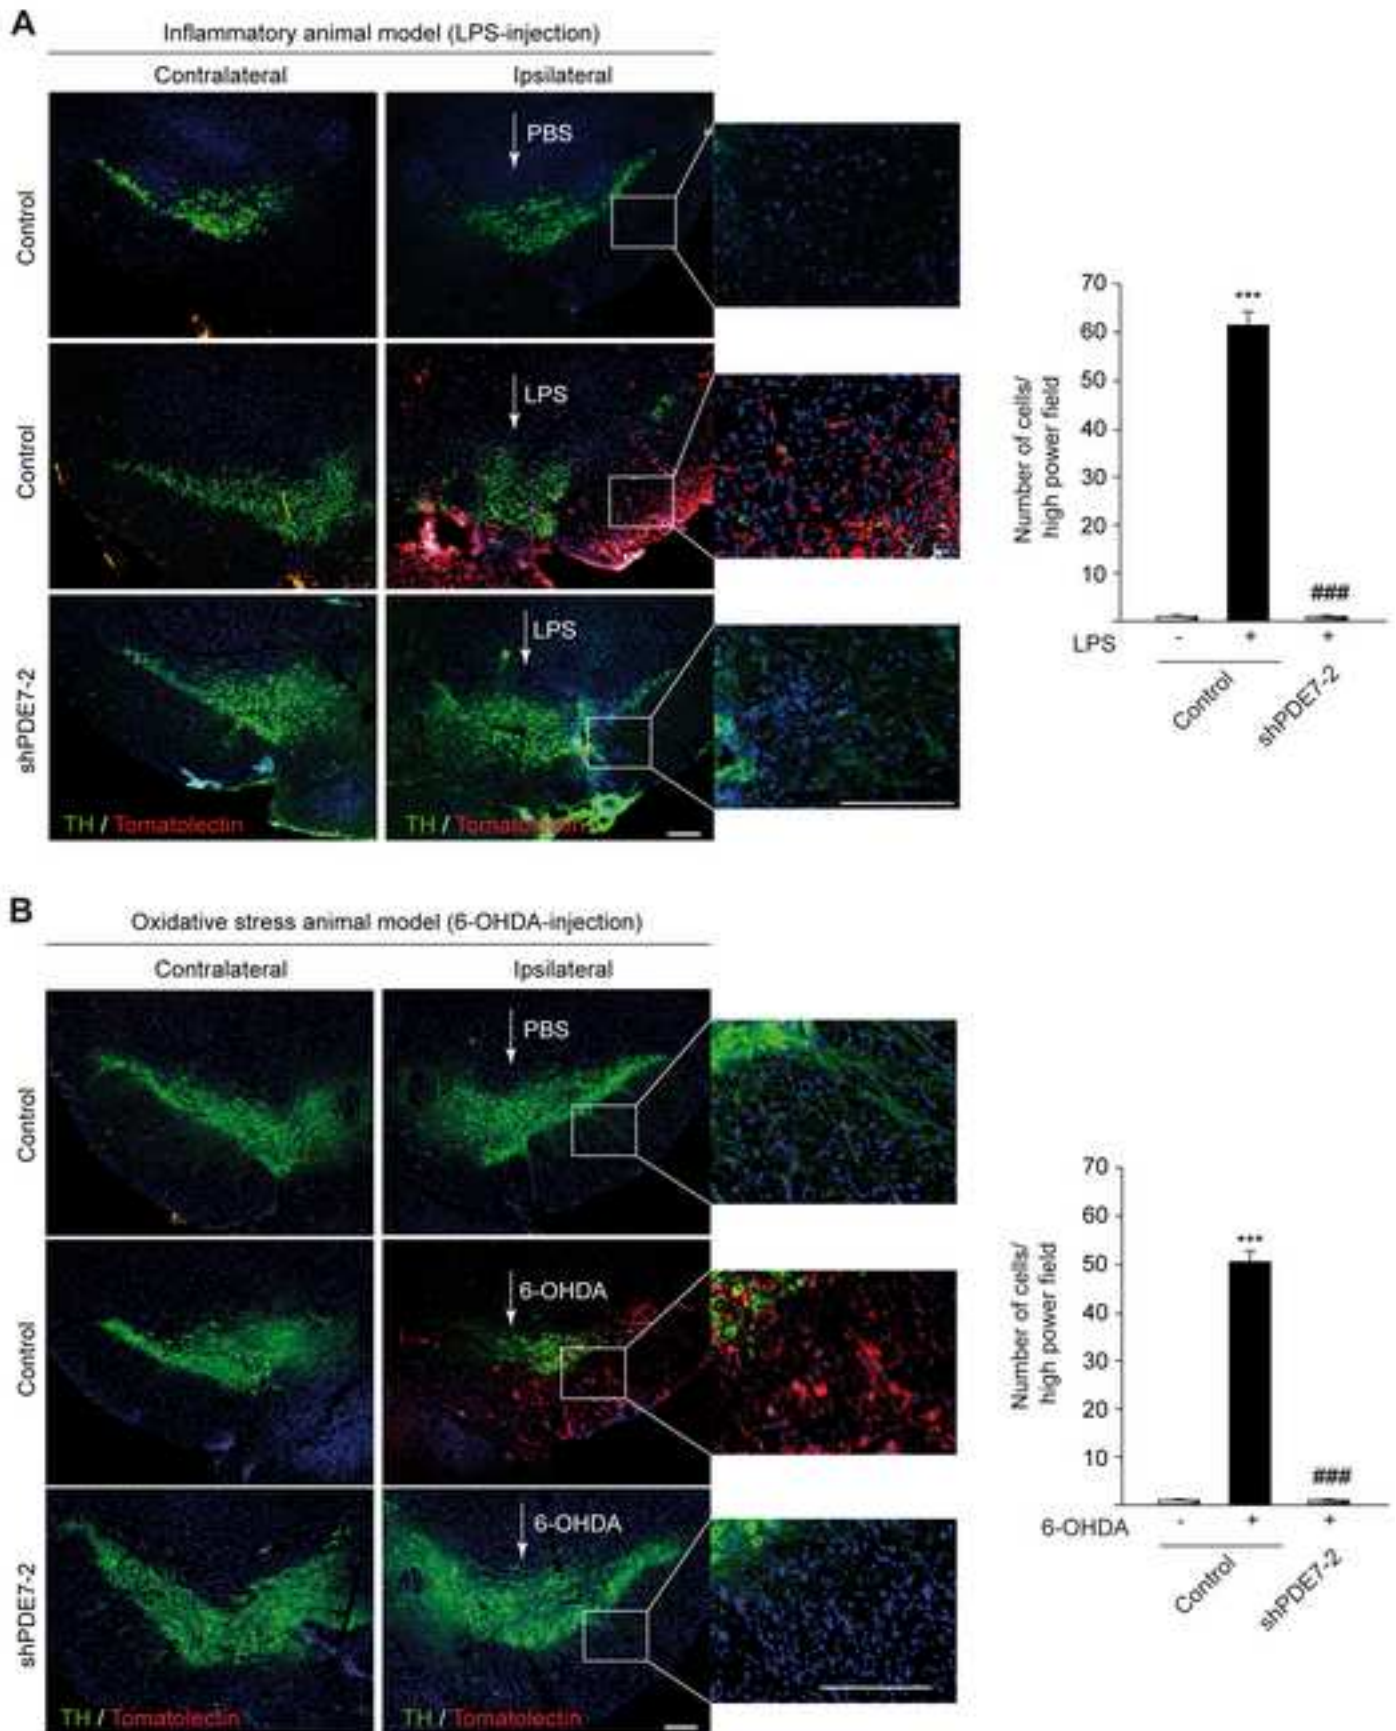 A
Inflammatory animal model (LPS-injection)
Contralateral
Ipsilateral
Control
PBS
Control
LPS
shPDE7-2
LPS
TH / Tomatolectin
TH / Tomatolectin
Number of cells/
high power field
70
60
50
40
30
20
10
***
###
LPS
-
+
+
Control
shPDE7-2
B
Oxidative stress animal model (6-OHDA-injection)
Contralateral
Ipsilateral
Control
PBS
Control
6-OHDA
shPDE7-2
6-OHDA
TH / Tomatolectin
TH / Tomatolectin
Number of cells/
high power field
70
60
50
40
30
20
10
***
###
6-OHDA
-
+
+
Control
shPDE7-2